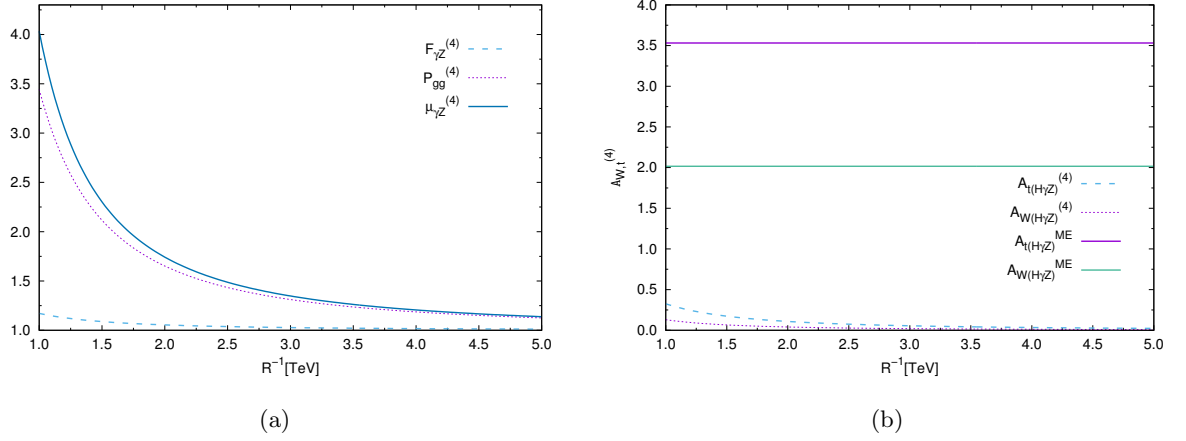 4.0
3.5
3.0
2.5
2.0
1.5
1.0
1.0 1.5 2.0 2.5 3.0 3.5 4.0 4.5 5.0
R⁻¹[TeV]
F_γZ^(4)
P_gg^(4)
μ_γZ^(4)
(a)
4.0
3.5
3.0
2.5
2.0
1.5
1.0
0.5
0.0
A_W,t^(4)
1.0 1.5 2.0 2.5 3.0 3.5 4.0 4.5 5.0
R⁻¹[TeV]
A_t(HγZ)^(4)
A_W(HγZ)^(4)
A_t(HγZ)^ME
A_W(HγZ)^ME
(b)